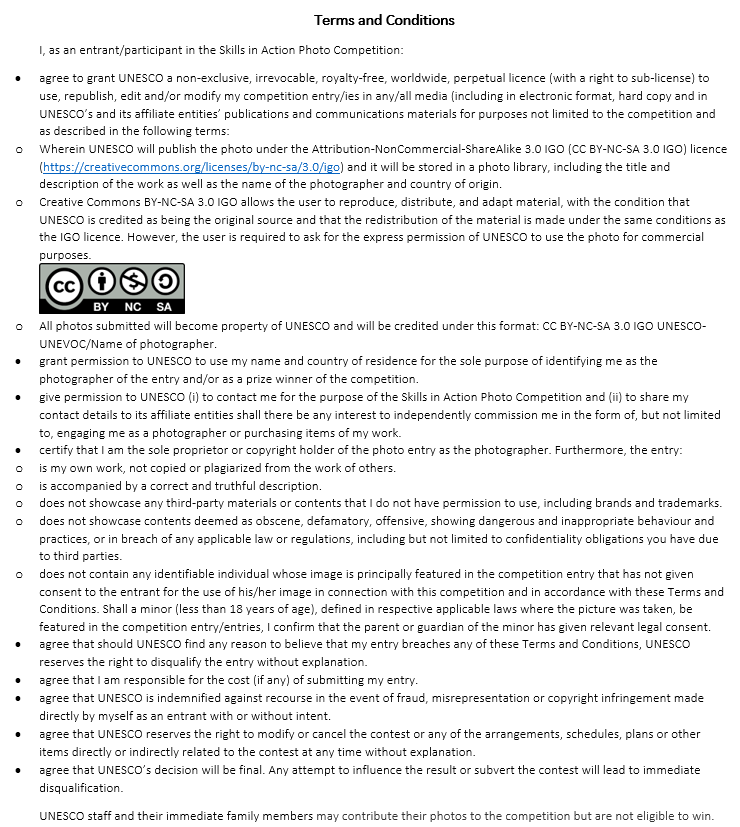 Terms and Conditions
I, as an entrant/participant in the Skills in Action Photo Competition:
• agree to grant UNESCO a non-exclusive, irrevocable, royalty-free, worldwide, perpetual licence (with a right to sub-license) to
use, republish, edit and/or modify my competition entry/ies in any/all media (including in electronic format, hard copy and in
UNESCO's and its affiliate entities' publications and communications materials for purposes not limited to the competition and
as described in the following terms:
o Wherein UNESCO will publish the photo under the Attribution-NonCommercial-ShareAlike 3.0 IGO (CC BY-NC-SA 3.0 IGO) licence
(https://creativecommons.org/licenses/by-nc-sa/3.0/igo) and it will be stored in a photo library, including the title and
description of the work as well as the name of the photographer and country of origin.
o Creative Commons BY-NC-SA 3.0 IGO allows the user to reproduce, distribute, and adapt material, with the condition that
UNESCO is credited as being the original source and that the redistribution of the material is made under the same conditions as
the IGO licence. However, the user is required to ask for the express permission of UNESCO to use the photo for commercial
purposes.
cc
BY NC SA
o All photos submitted will become property of UNESCO and will be credited under this format: CC BY-NC-SA 3.0 IGO UNESCO-
UNEVOC/Name of photographer.
• grant permission to UNESCO to use my name and country of residence for the sole purpose of identifying me as the
photographer of the entry and/or as a prize winner of the competition.
• give permission to UNESCO (i) to contact me for the purpose of the Skills in Action Photo Competition and (ii) to share my
contact details to its affiliate entities shall there be any interest to independently commission me in the form of, but not limited
to, engaging me as a photographer or purchasing items of my work.
• certify that I am the sole proprietor or copyright holder of the photo entry as the photographer. Furthermore, the entry:
o is my own work, not copied or plagiarized from the work of others.
o is accompanied by a correct and truthful description.
o does not showcase any third-party materials or contents that I do not have permission to use, including brands and trademarks.
o does not showcase contents deemed as obscene, defamatory, offensive, showing dangerous and inappropriate behaviour and
practices, or in breach of any applicable law or regulations, including but not limited to confidentiality obligations you have due
to third parties.
o does not contain any identifiable individual whose image is principally featured in the competition entry that has not given
consent to the entrant for the use of his/her image in connection with this competition and in accordance with these Terms and
Conditions. Shall a minor (less than 18 years of age), defined in respective applicable laws where the picture was taken, be
featured in the competition entry/entries, I confirm that the parent or guardian of the minor has given relevant legal consent.
• agree that should UNESCO find any reason to believe that my entry breaches any of these Terms and Conditions, UNESCO
reserves the right to disqualify the entry without explanation.
• agree that I am responsible for the cost (if any) of submitting my entry.
• agree that UNESCO is indemnified against recourse in the event of fraud, misrepresentation or copyright infringement made
directly by myself as an entrant with or without intent.
• agree that UNESCO reserves the right to modify or cancel the contest or any of the arrangements, schedules, plans or other
items directly or indirectly related to the contest at any time without explanation.
• agree that UNESCO's decision will be final. Any attempt to influence the result or subvert the contest will lead to immediate
disqualification.
UNESCO staff and their immediate family members may contribute their photos to the competition but are not eligible to win.